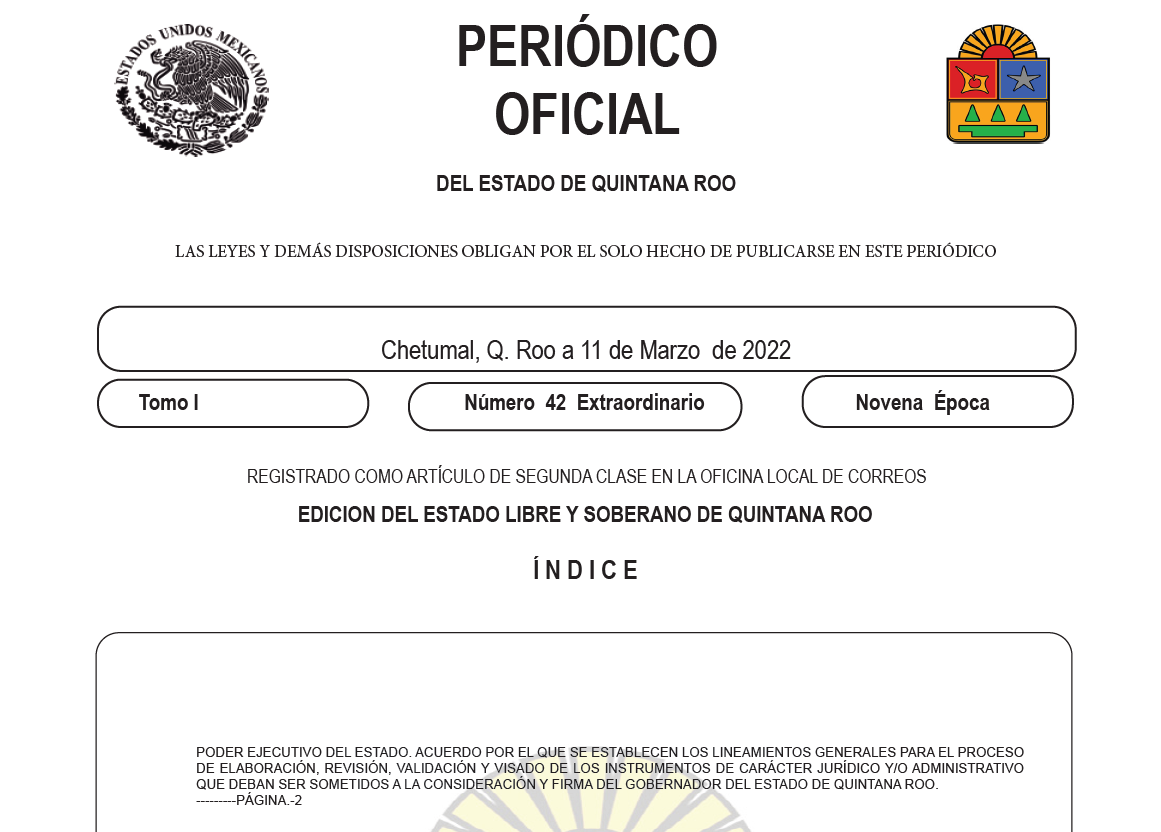 ESTADOS UNIDOS MEXICANOS
PERIÓDICO
OFICIAL
DEL ESTADO DE QUINTANA ROO
LAS LEYES Y DEMÁS DISPOSICIONES OBLIGAN POR EL SOLO HECHO DE PUBLICARSE EN ESTE PERIÓDICO
Chetumal, Q. Roo a 11 de Marzo de 2022
Tomo I
Número 42 Extraordinario
Novena Época
REGISTRADO COMO ARTÍCULO DE SEGUNDA CLASE EN LA OFICINA LOCAL DE CORREOS
EDICION DEL ESTADO LIBRE Y SOBERANO DE QUINTANA ROO
ÍNDICE
PODER EJECUTIVO DEL ESTADO. ACUERDO POR EL QUE SE ESTABLECEN LOS LINEAMIENTOS GENERALES PARA EL PROCESO
DE ELABORACIÓN, REVISIÓN, VALIDACIÓN Y VISADO DE LOS INSTRUMENTOS DE CARÁCTER JURÍDICO Y/O ADMINISTRATIVO
QUE DEBAN SER SOMETIDOS A LA CONSIDERACIÓN Y FIRMA DEL GOBERNADOR DEL ESTADO DE QUINTANA ROO.
---------PÁGINA.-2